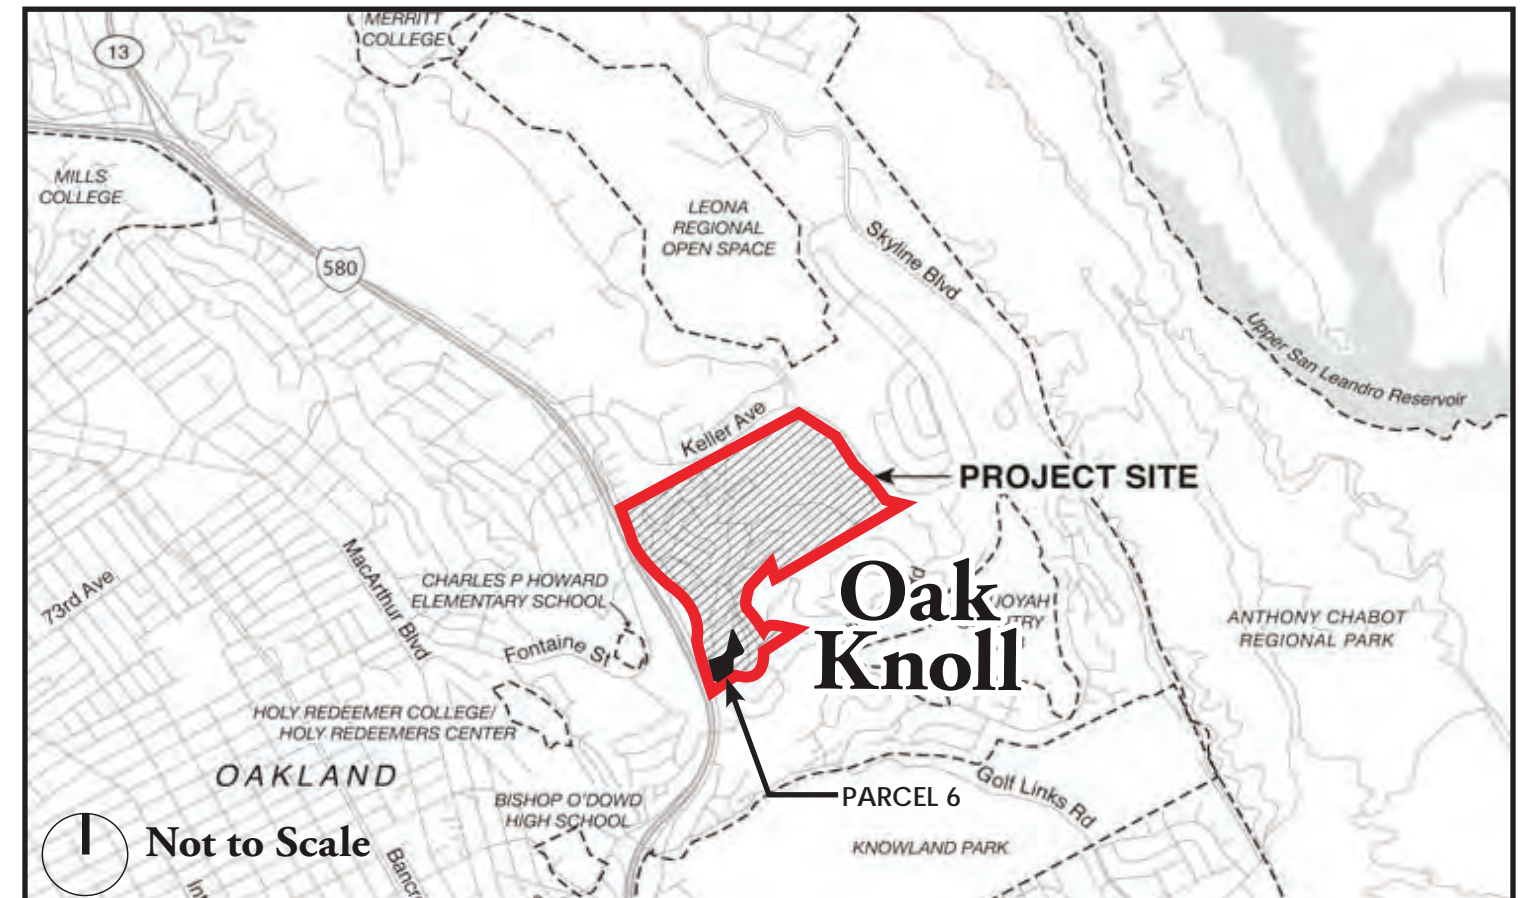 MERRITT
COLLEGE
13
MILLS
COLLEGE
LEONA
REGIONAL
OPEN SPACE
580
Skyline Blvd
Upper San Leandro Reservoir
Keller Ave
PROJECT SITE
73rd Ave
MacArthur Blvd
CHARLES P HOWARD
ELEMENTARY SCHOOL
Fontaine St
Oak
Knoll
JOYAH
TRY
ANTHONY CHABOT
REGIONAL PARK
HOLY REDEEMER COLLEGE/
HOLY REDEEMERS CENTER
OAKLAND
BISHOP O'DOWD
HIGH SCHOOL
PARCEL 6
Golf Links Rd
KNOWLAND PARK
Not to Scale
Bancr